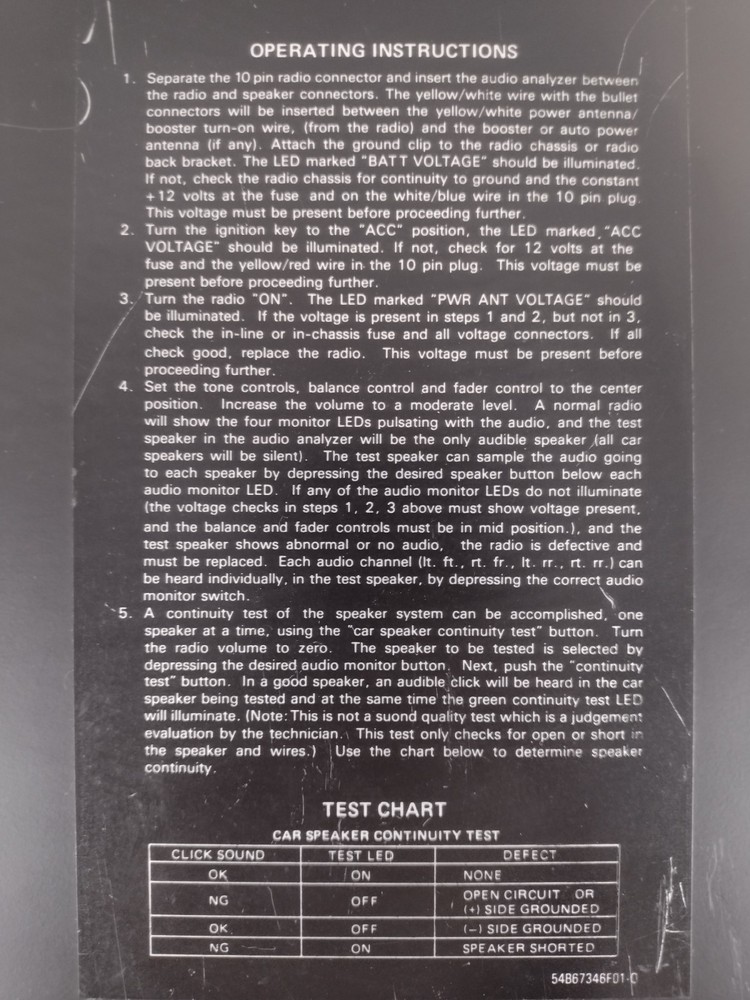 OPERATING INSTRUCTIONS
1. Separate the 10 pin radio connector and insert the audio analyzer between
the radio and speaker connectors. The yellow/white wire with the bullet
connectors will be inserted between the yellow/white power antenna/
booster turn-on wire, (from the radio) and the booster or auto power
antenna (if any). Attach the ground clip to the radio chassis or radio
back bracket. The LED marked "BATT VOLTAGE" should be illuminated.
If not, check the radio chassis for continuity to ground and the constant
+12 volts at the fuse and on the white/blue wire in the 10 pin plug.
This voltage must be present before proceeding further.
2. Turn the ignition key to the "ACC" position, the LED marked "ACC
VOLTAGE" should be illuminated. If not, check for 12 volts at the
fuse and the yellow/red wire in the 10 pin plug. This voltage must be
present before proceeding further.
3. Turn the radio "ON". The LED marked "PWR ANT VOLTAGE" should
be illuminated. If the voltage is present in steps 1 and 2, but not in 3,
check the in-line or in-chassis fuse and all voltage connectors. If all
check good, replace the radio. This voltage must be present before
proceeding further.
4. Set the tone controls, balance control and fader control to the center
position. Increase the volume to a moderate level. A normal radio
will show the four monitor LEDs pulsating with the audio, and the test
speaker in the audio analyzer will be the only audible speaker (all car
speakers will be silent). The test speaker can sample the audio going
to each speaker by depressing the desired speaker button below each
audio monitor LED. If any of the audio monitor LEDs do not illuminate
(the voltage checks in steps 1, 2, 3 above must show voltage present,
and the balance and fader controls must be in mid position.), and the
test speaker shows abnormal or no audio, the radio is defective and
must be replaced. Each audio channel (lt. ft., rt. fr., lt. rr., rt. rr.) can
be heard individually, in the test speaker, by depressing the correct audio
monitor switch.
5. A continuity test of the speaker system can be accomplished, one
speaker at a time, using the "car speaker continuity test" button. Turn
the radio volume to zero. The speaker to be tested is selected by
depressing the desired audio monitor button. Next, push the "continuity
test" button. In a good speaker, an audible click will be heard in the car
speaker being tested and at the same time the green continuity test LED
will illuminate. (Note: This is not a suond quality test which is a judgement
evaluation by the technician. This test only checks for open or short in
the speaker and wires.) Use the chart below to determine speaker
continuity.
TEST CHART
CAR SPEAKER CONTINUITY TEST
CLICK SOUND TEST LED DEFECT
OK ON NONE
NG OFF OPEN CIRCUIT OR
(+) SIDE GROUNDED
OK OFF (−) SIDE GROUNDED
NG ON SPEAKER SHORTED
54B67346F01-O